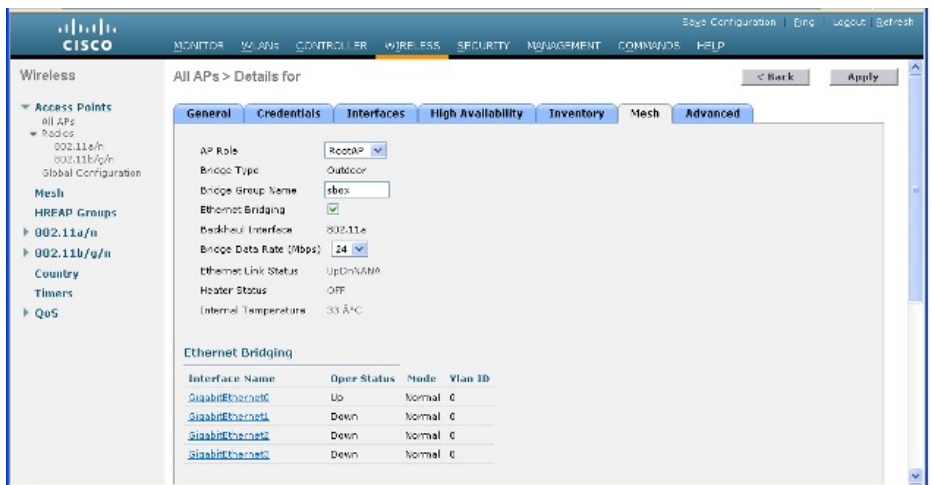 Save Configuration | Ping | Logout | Refresh
CISCO
MONITOR WLANs CONTROLLER WIRELESS SECURITY MANAGEMENT COMMANDS HELP
Wireless
All APs > Details for
< Back
Apply
Access Points
All APs
Radios
802.11a/n
802.11b/g/n
Global Configuration
Mesh
HREAP Groups
802.11a/n
802.11b/g/n
Country
Timers
QoS
General Credentials Interfaces High Availability Inventory Mesh Advanced
AP Role RootAP
Bridge Type Outdoor
Bridge Group Name sbox
Ethernet Bridging
Backhaul Interface 802.11a
Bridge Data Rate (Mbps) 24
Ethernet Link Status UpDnNANA
Heater Status OFF
Internal Temperature 33 Â°C
Ethernet Bridging
Interface Name Oper Status Mode Vlan ID
GigabitEthernet0 Up Normal 0
GigabitEthernet1 Down Normal 0
GigabitEthernet2 Down Normal 0
GigabitEthernet3 Down Normal 0